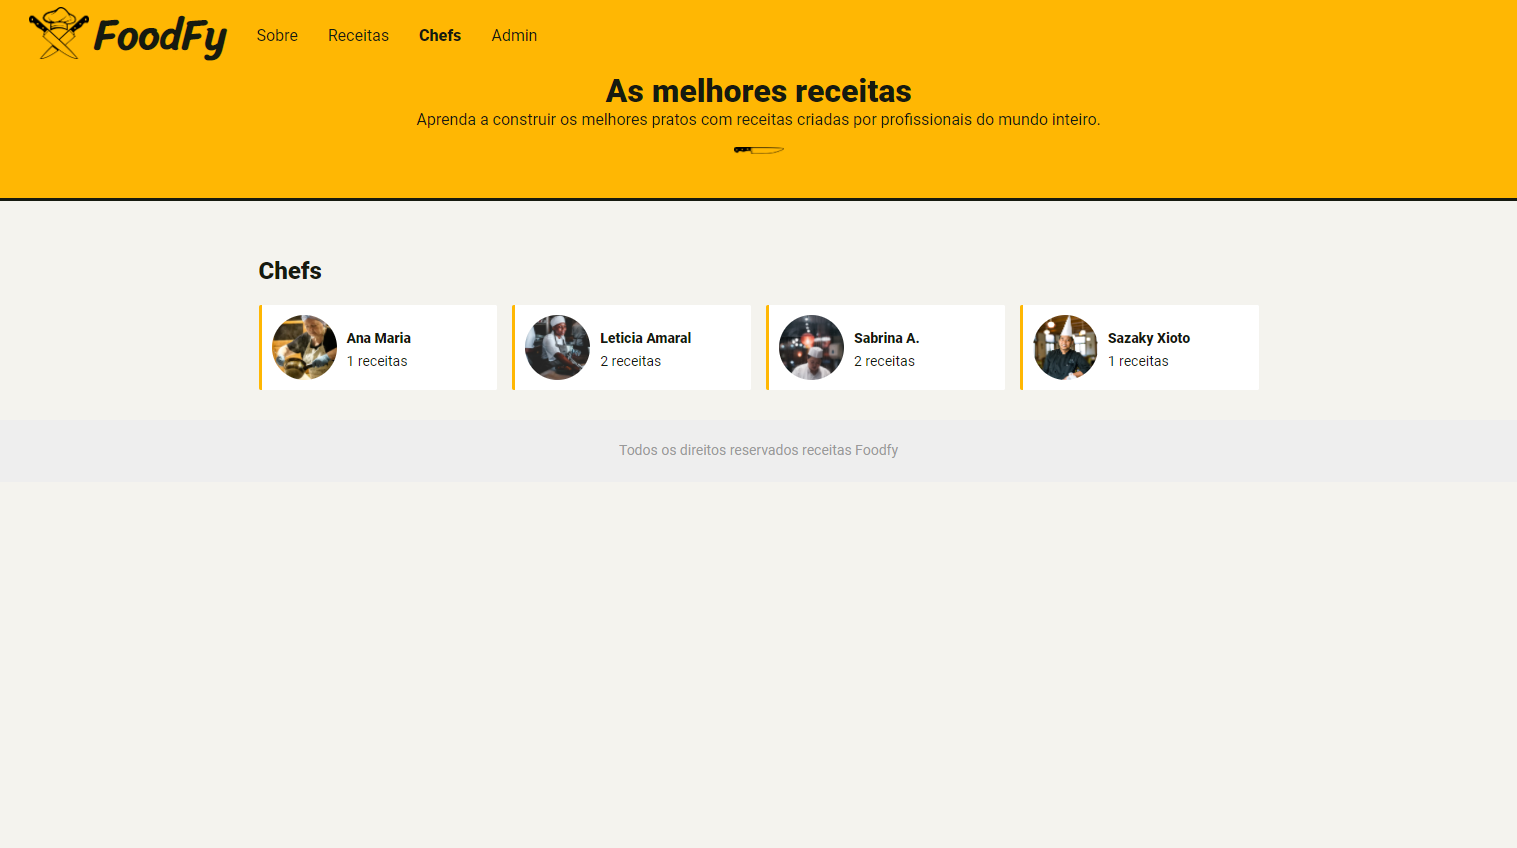 FoodFy
Sobre Receitas Chefs Admin
As melhores receitas
Aprenda a construir os melhores pratos com receitas criadas por profissionais do mundo inteiro.
Chefs
Ana Maria
1 receitas
Leticia Amaral
2 receitas
Sabrina A.
2 receitas
Sazaky Xioto
1 receitas
Todos os direitos reservados receitas Foodfy